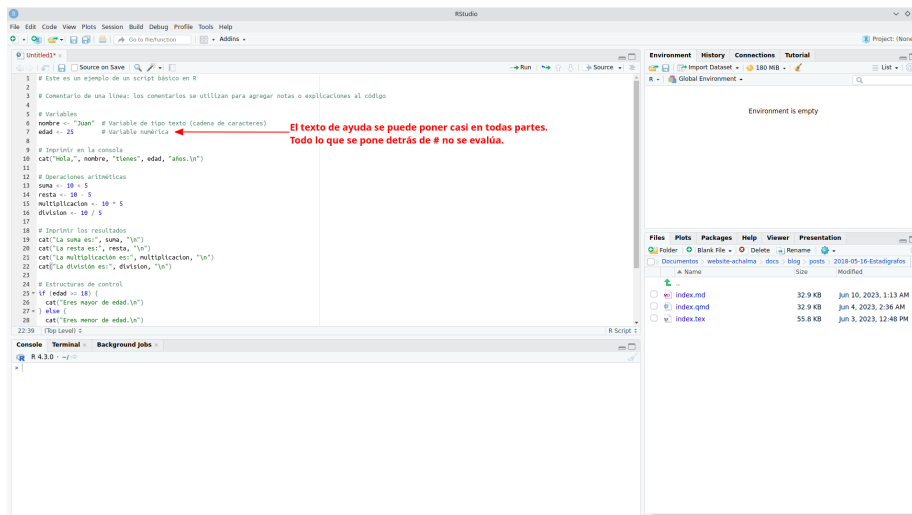 RStudio
File Edit Code View Plots Session Build Debug Profile Tools Help
Go to file/function Addins Project: (None
Untitled1*
Source on Save Run Source
1 # Este es un ejemplo de un script básico en R
2
3 # Comentario de una línea: los comentarios se utilizan para agregar notas o explicaciones al código
4
5 # Variables
6 nombre <- "Juan" # Variable de tipo texto (cadena de caracteres)
7 edad <- 25 # Variable numérica
El texto de ayuda se puede poner casi en todas partes.
Todo lo que se pone detrás de # no se evalúa.
8
9 # Imprimir en la consola
10 cat("Hola,", nombre, "tienes", edad, "años.\n")
11
12 # Operaciones aritméticas
13 suma <- 10 + 5
14 resta <- 10 - 5
15 multiplicacion <- 10 * 5
16 division <- 10 / 5
17
18 # Imprimir los resultados
19 cat("La suma es:", suma, "\n")
20 cat("La resta es:", resta, "\n")
21 cat("La multiplicación es:", multiplicacion, "\n")
22 cat("La división es:", division, "\n")
23
24 # Estructuras de control
25 if (edad >= 18) {
26 cat("Eres mayor de edad.\n")
27 } else {
28 cat("Eres menor de edad.\n")
22:39 (Top Level) R Script
Console Terminal Background Jobs
R 4.3.0 · ~/
>
Environment History Connections Tutorial
Import Dataset 180 MiB List
R Global Environment
Environment is empty
Files Plots Packages Help Viewer Presentation
Folder Blank File Delete Rename
Documentos website-achalma docs blog posts 2018-05-16-Estadigrafos
Name Size Modified
..
index.md 32.9 KB Jun 10, 2023, 1:13 AM
index.qmd 32.9 KB Jun 4, 2023, 2:36 AM
index.tex 55.8 KB Jun 3, 2023, 12:48 PM